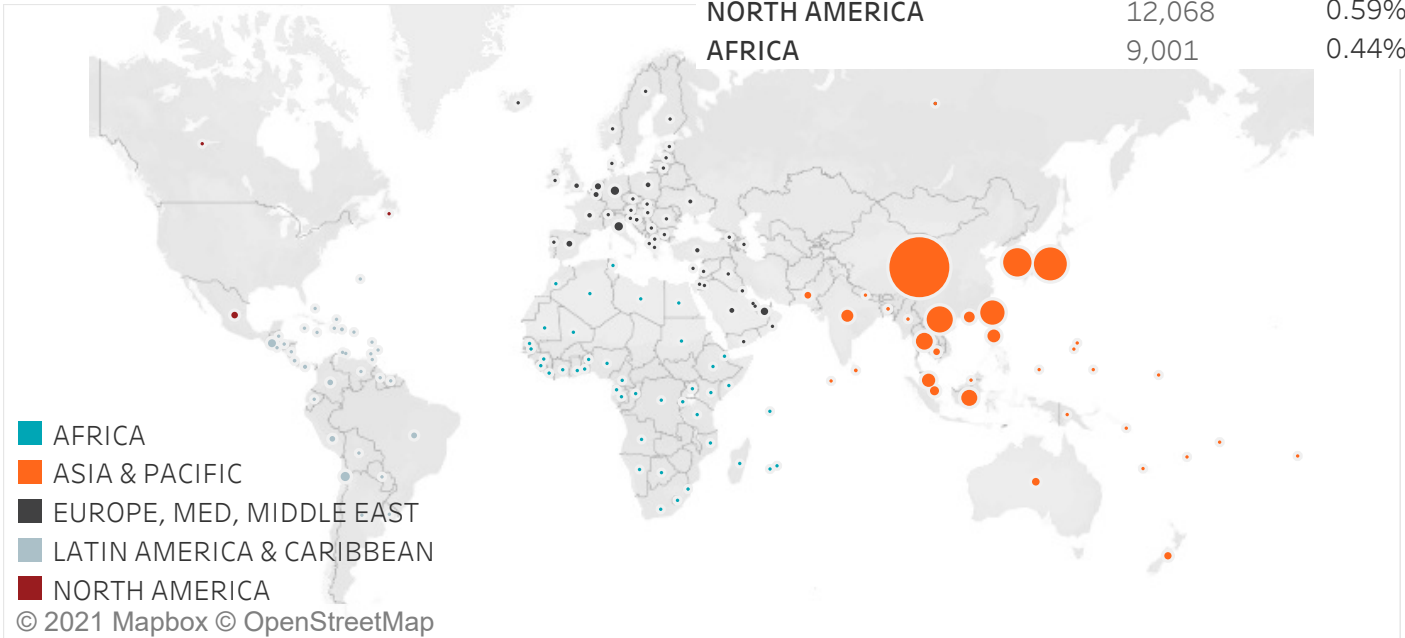 NORTH AMERICA 12,068 0.59%
AFRICA 9,001 0.44%
AFRICA
ASIA & PACIFIC
EUROPE, MED, MIDDLE EAST
LATIN AMERICA & CARIBBEAN
NORTH AMERICA
© 2021 Mapbox © OpenStreetMap